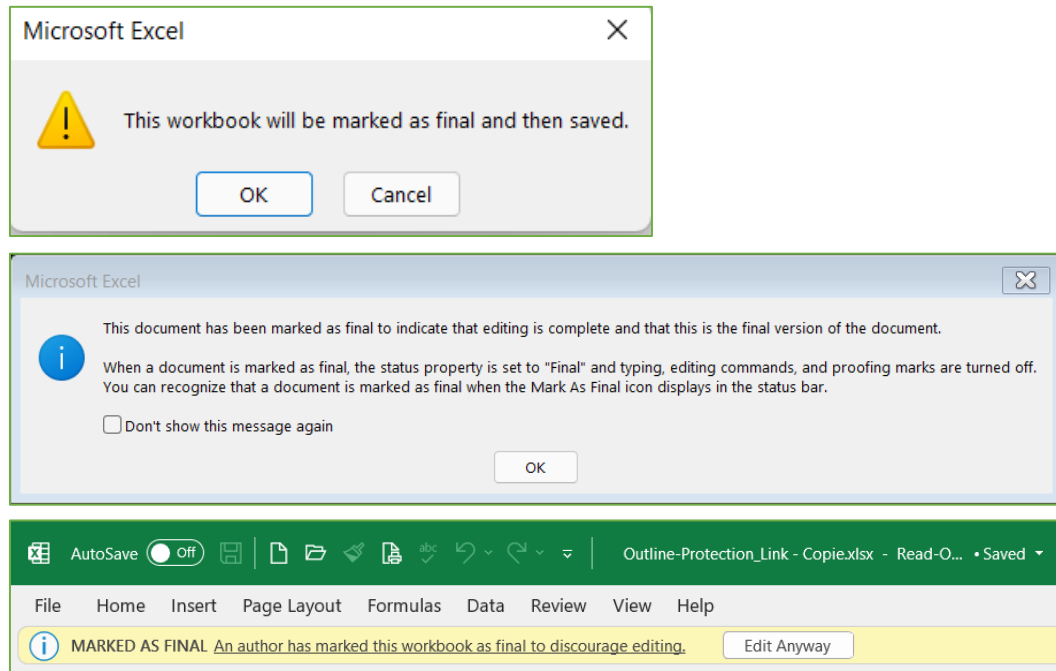 Microsoft Excel
This workbook will be marked as final and then saved.
OK Cancel
Microsoft Excel
This document has been marked as final to indicate that editing is complete and that this is the final version of the document.
When a document is marked as final, the status property is set to "Final" and typing, editing commands, and proofing marks are turned off.
You can recognize that a document is marked as final when the Mark As Final icon displays in the status bar.
Don't show this message again
OK
AutoSave Off abc Outline-Protection_Link - Copie.xlsx - Read-O... • Saved
File Home Insert Page Layout Formulas Data Review View Help
MARKED AS FINAL An author has marked this workbook as final to discourage editing. Edit Anyway